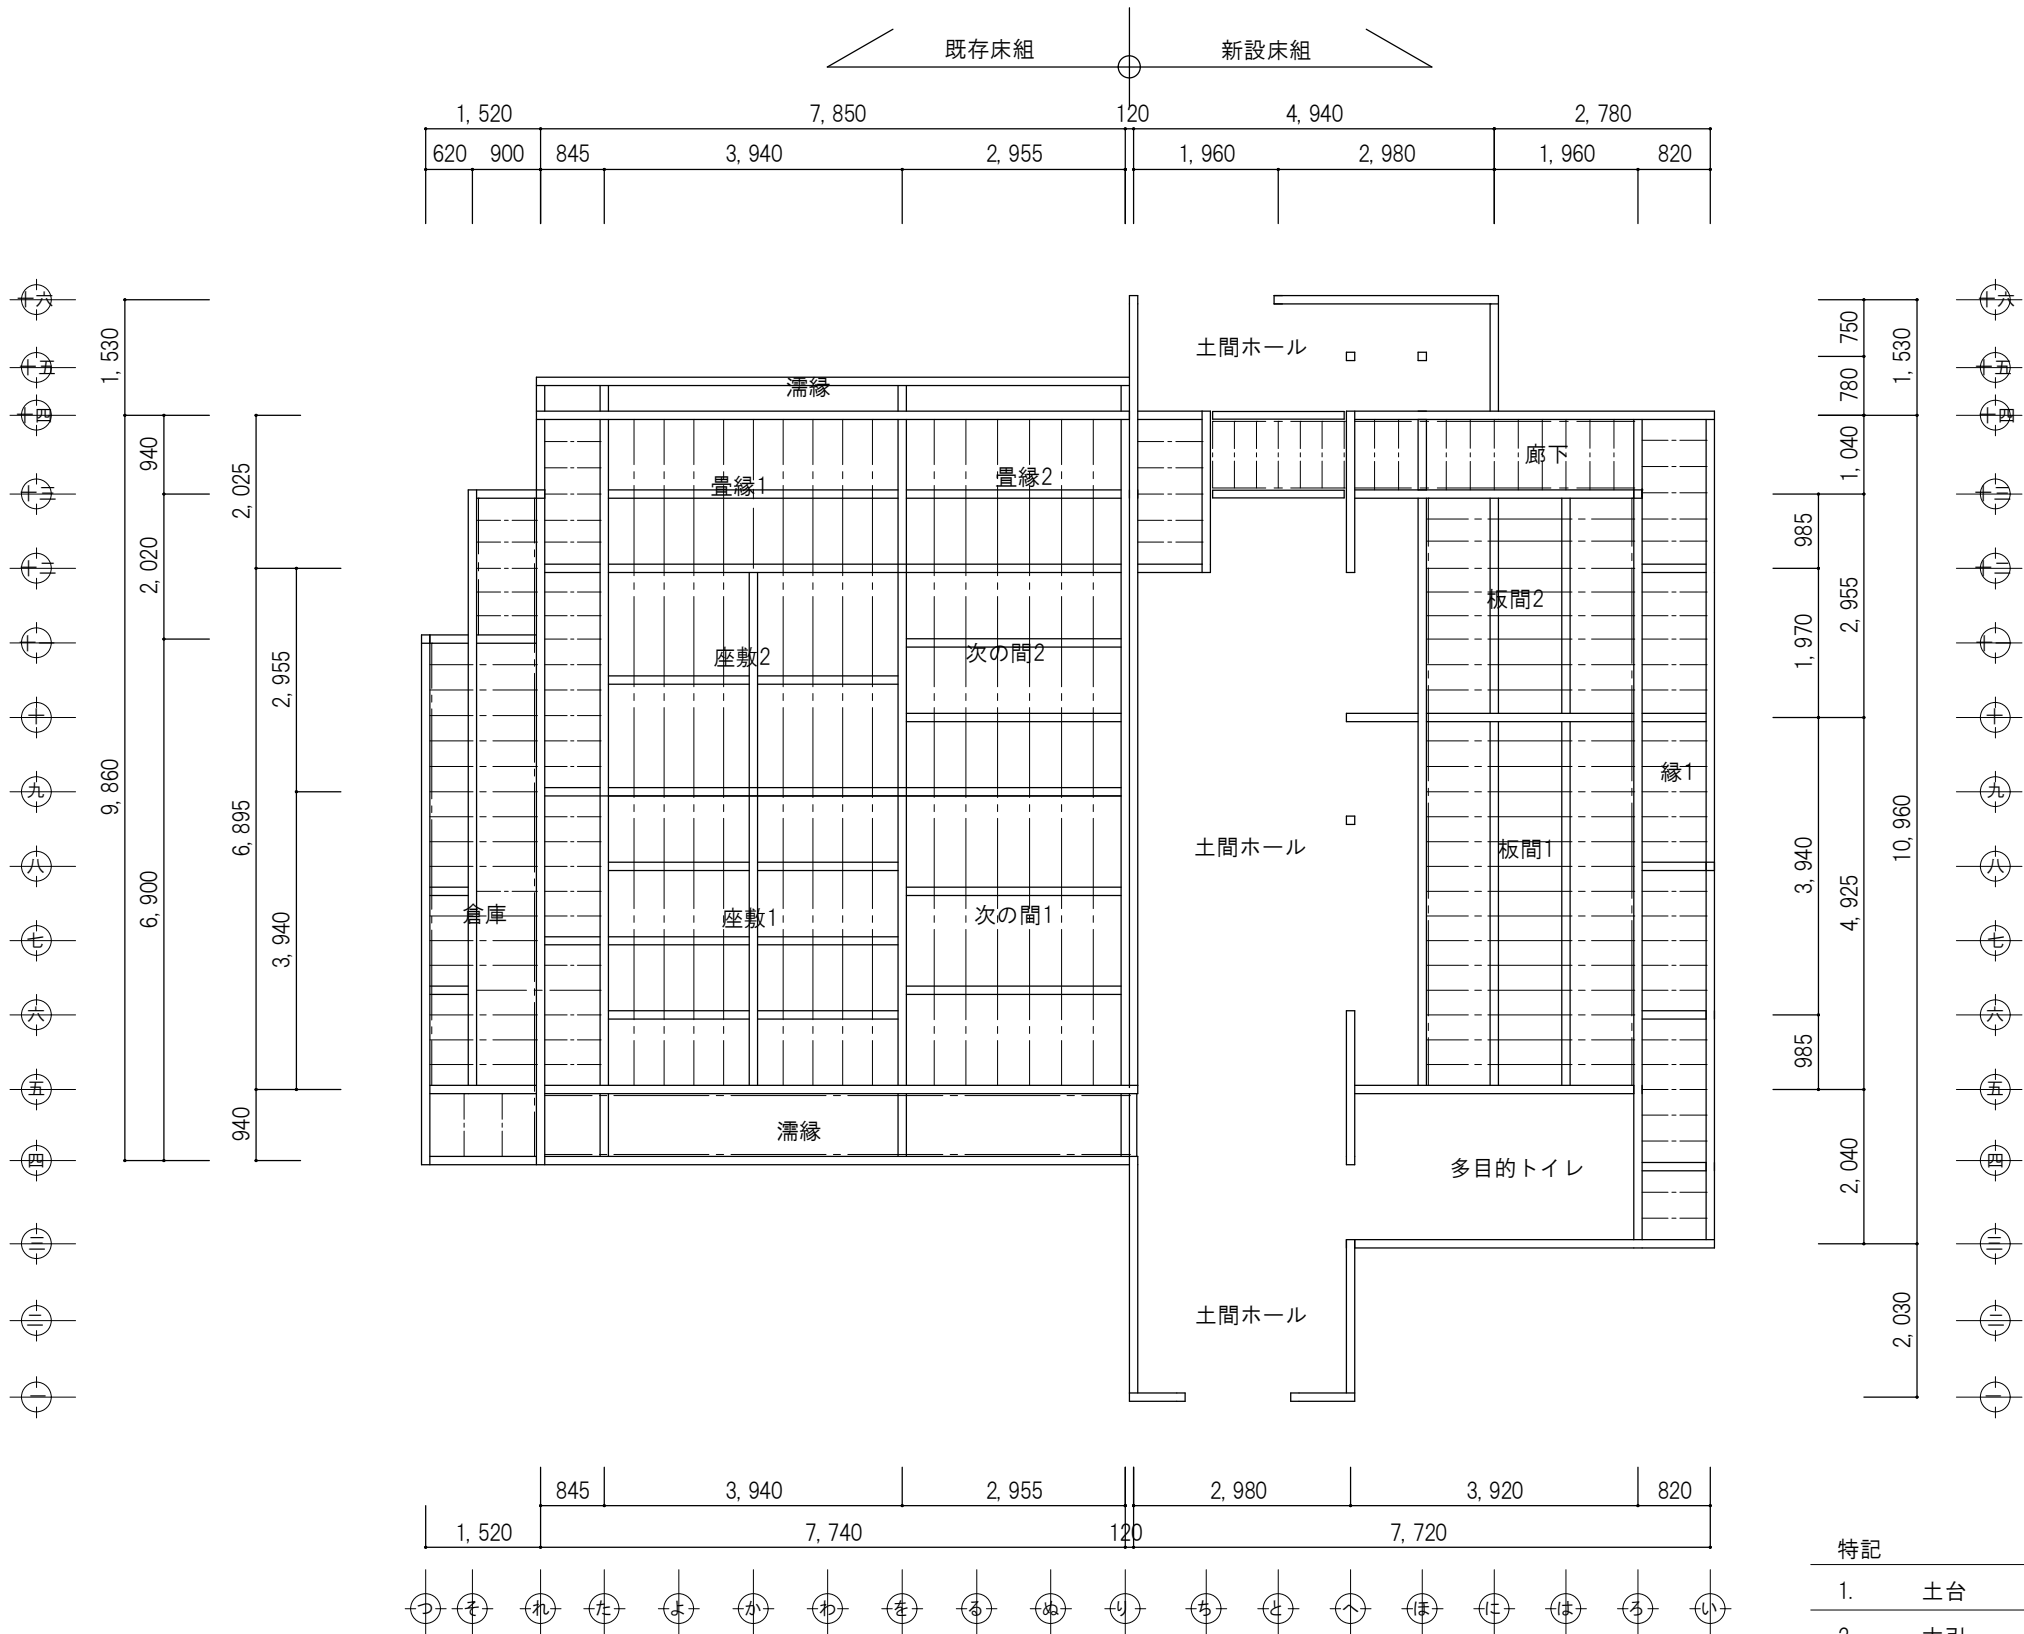 既存床組 新設床組
1,520 7,850 120 4,940 2,780
620 900 845 3,940 2,955 1,960 2,980 1,960 820
十六 十六
十五 十五
十四 十四
十三 十三
十二 十二
十一 十一
十 十
九 九
八 八
七 七
六 六
五 五
四 四
三 三
二 二
一 一
1,530
9,860
940
2,020
6,900
2,025
6,895
940
2,955
3,940
土間ホール
濡縁
廊下
畳縁1
畳縁2
板間2
座敷2
次の間2
縁1
土間ホール
板間1
倉庫
座敷1
次の間1
濡縁
多目的トイレ
土間ホール
985
1,970
3,940
985
750
780
1,040
2,955
4,925
2,040
1,530
10,960
2,030
845 3,940 2,955 2,980 3,920 820
1,520 7,740 120 7,720
つ そ れ た よ か わ を る ぬ り ち と へ ほ に は ろ い
特記
1. 土台